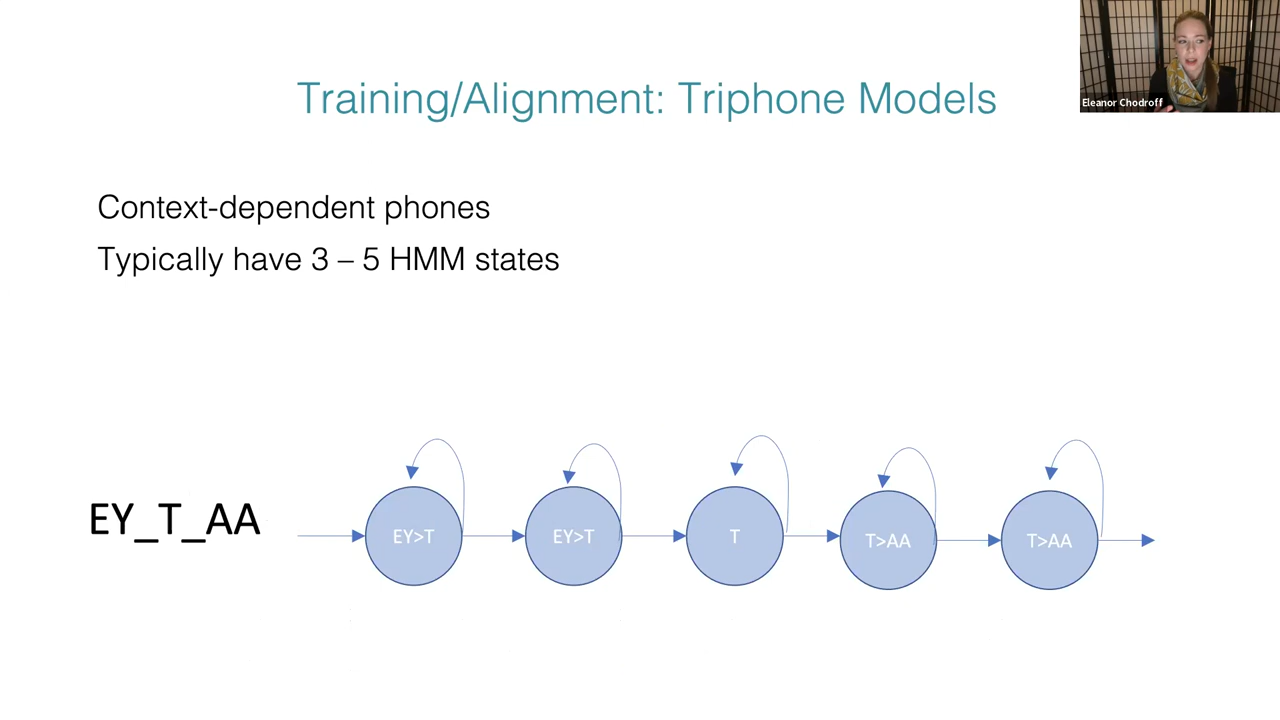 Training/Alignment: Triphone Models
Eleanor Chodroff
Context-dependent phones
Typically have 3 – 5 HMM states
EY_T_AA
EY>T
EY>T
T
T>AA
T>AA